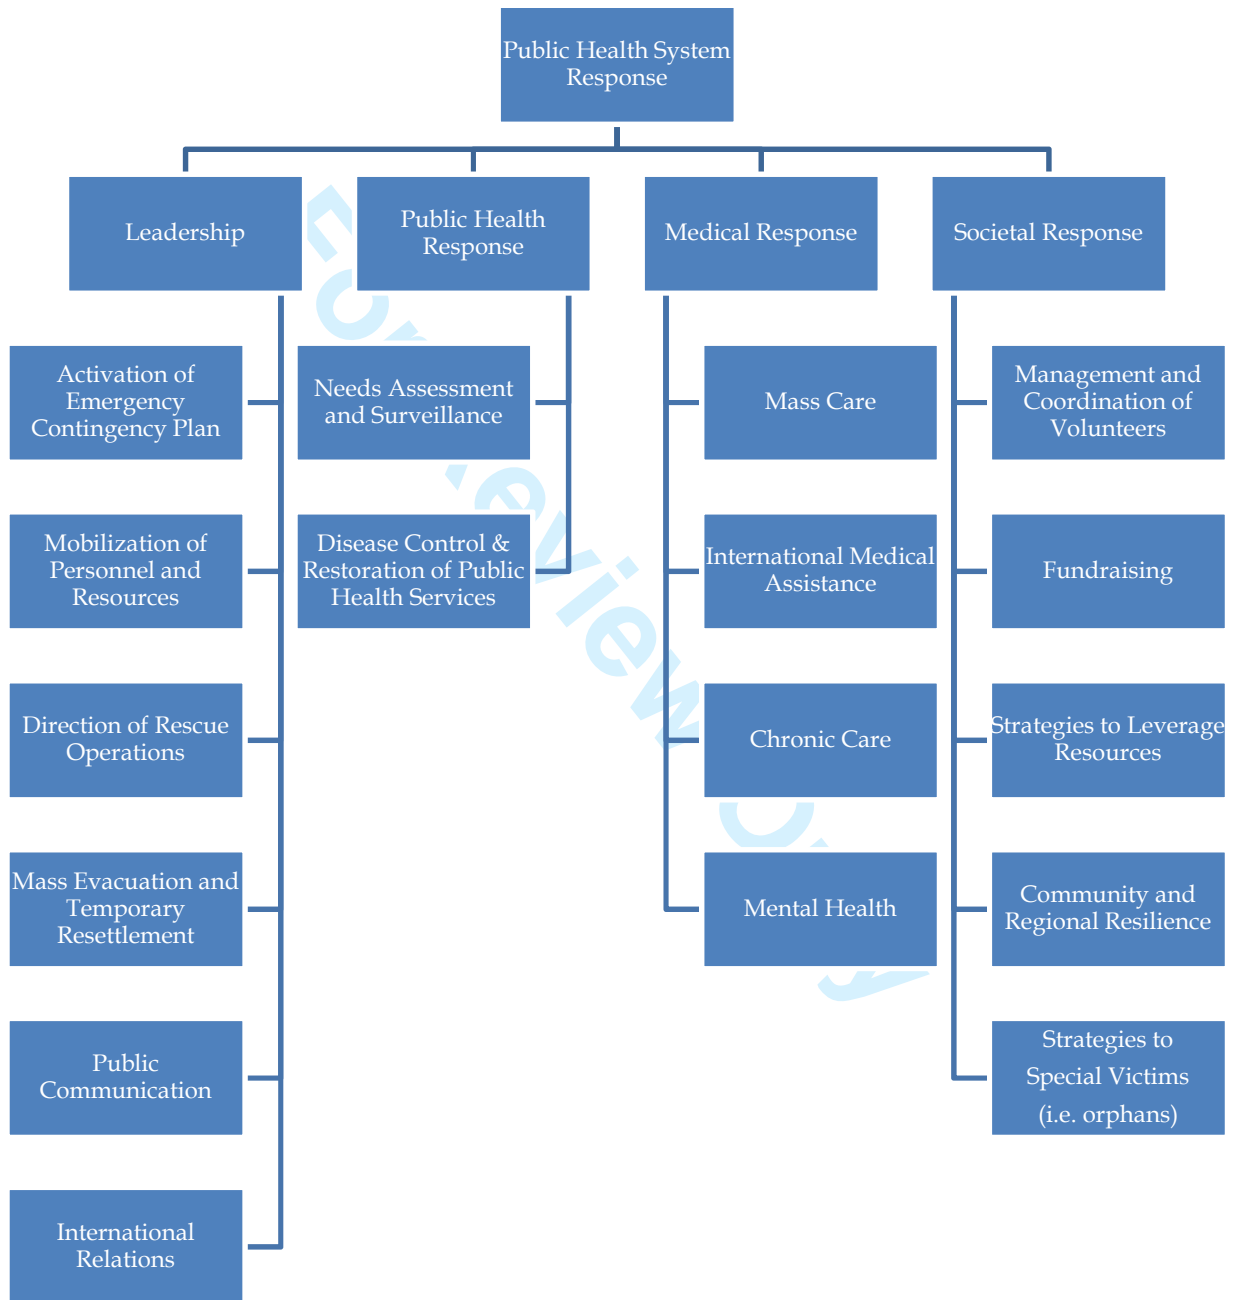 Public Health System
Response
Leadership
Public Health
Response
Medical Response
Societal Response
Activation of
Emergency
Contingency Plan
Mobilization of
Personnel and
Resources
Direction of Rescue
Operations
Mass Evacuation and
Temporary
Resettlement
Public
Communication
International
Relations
Needs Assessment
and Surveillance
Disease Control &
Restoration of Public
Health Services
Mass Care
International Medical
Assistance
Chronic Care
Mental Health
Management and
Coordination of
Volunteers
Fundraising
Strategies to Leverage
Resources
Community and
Regional Resilience
Strategies to
Special Victims
(i.e. orphans)